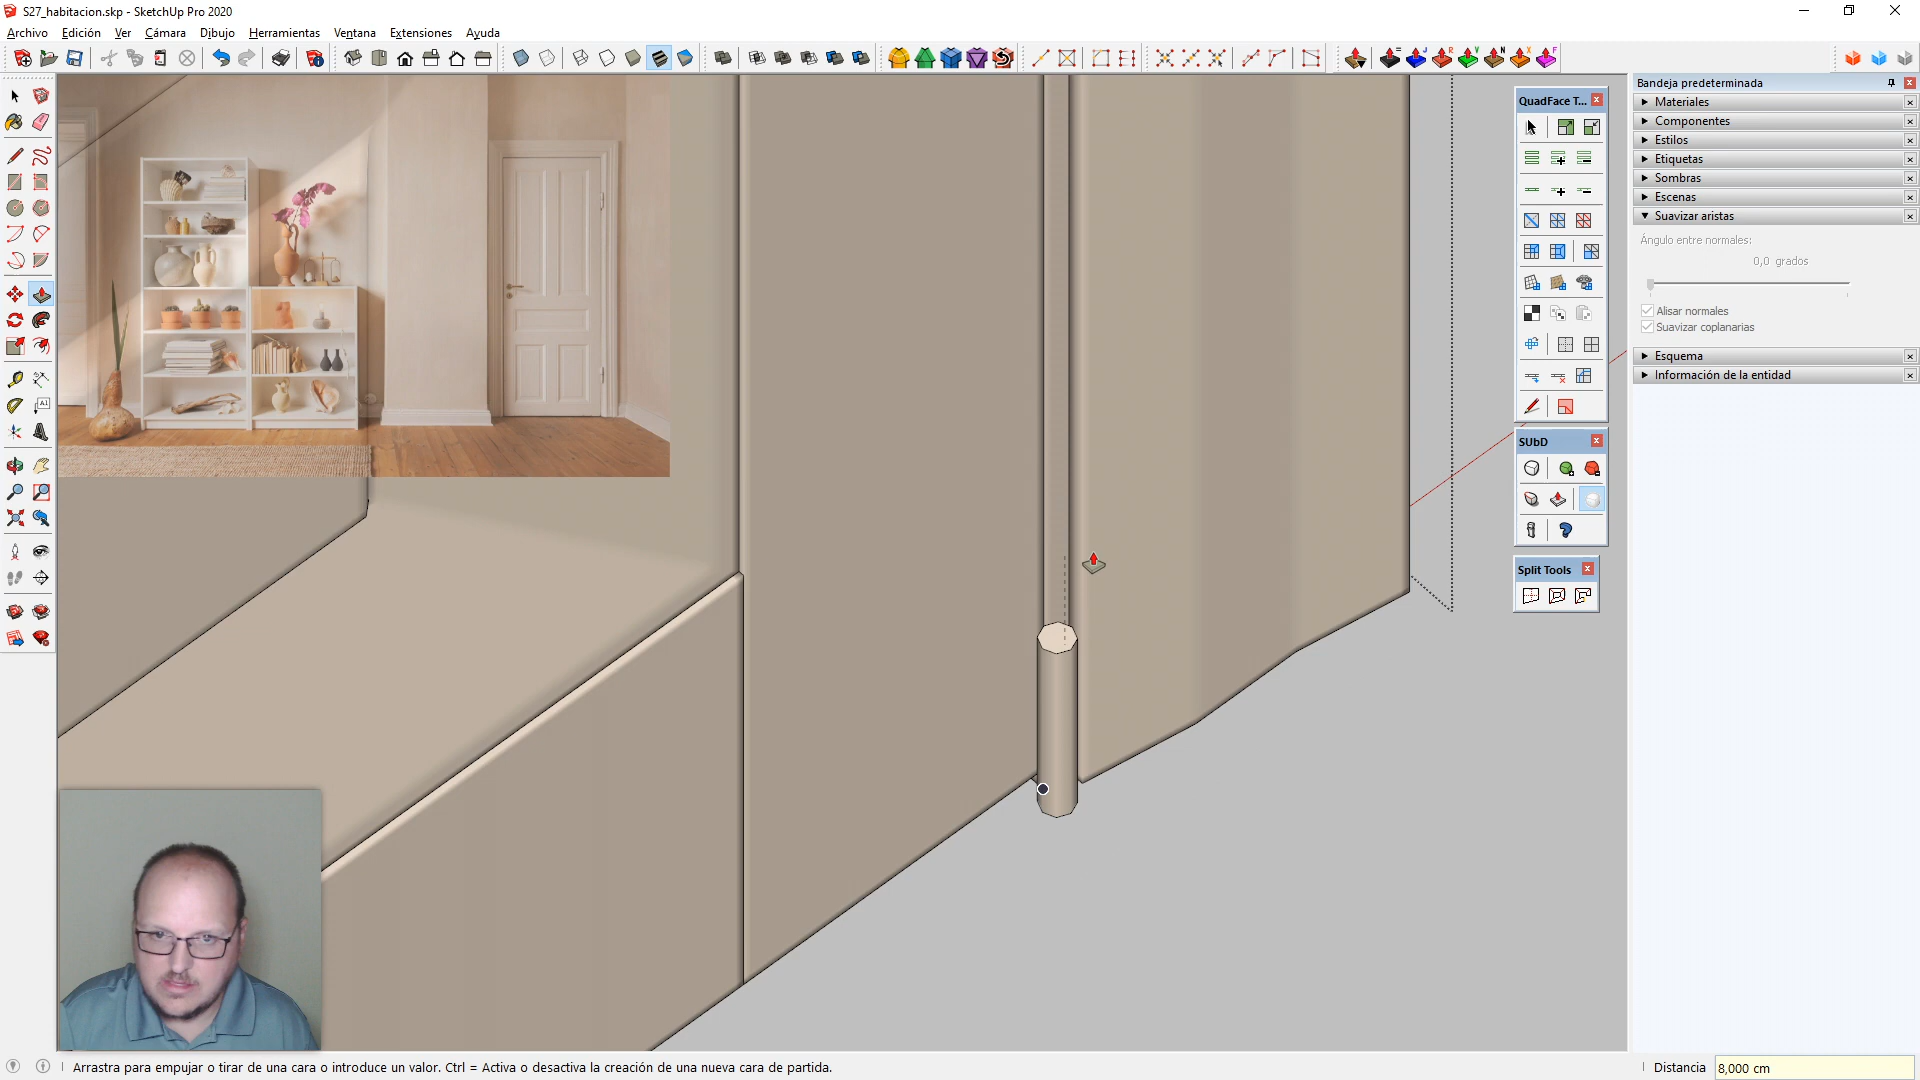 S27_habitacion.skp - SketchUp Pro 2020
Archivo Edición Ver Cámara Dibujo Herramientas Ventana Extensiones Ayuda
Bandeja predeterminada
Materiales
Componentes
Estilos
Etiquetas
Sombras
Escenas
Suavizar aristas
Ángulo entre normales:
0,0 grados
Alisar normales
Suavizar coplanarias
Esquema
Información de la entidad
QuadFace T...
SUbD
Split Tools
Arrastra para empujar o tirar de una cara o introduce un valor. Ctrl = Activa o desactiva la creación de una nueva cara de partida.
Distancia 8,000 cm